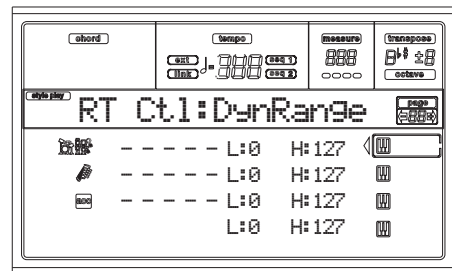 chord tempo measure transpose
ext link seq 1 seq 2
octave
style play page
RT Ctl:DynRange
- - - - - L:0 H:127
acc - - - - - L:0 H:127
L:0 H:127
L:0 H:127